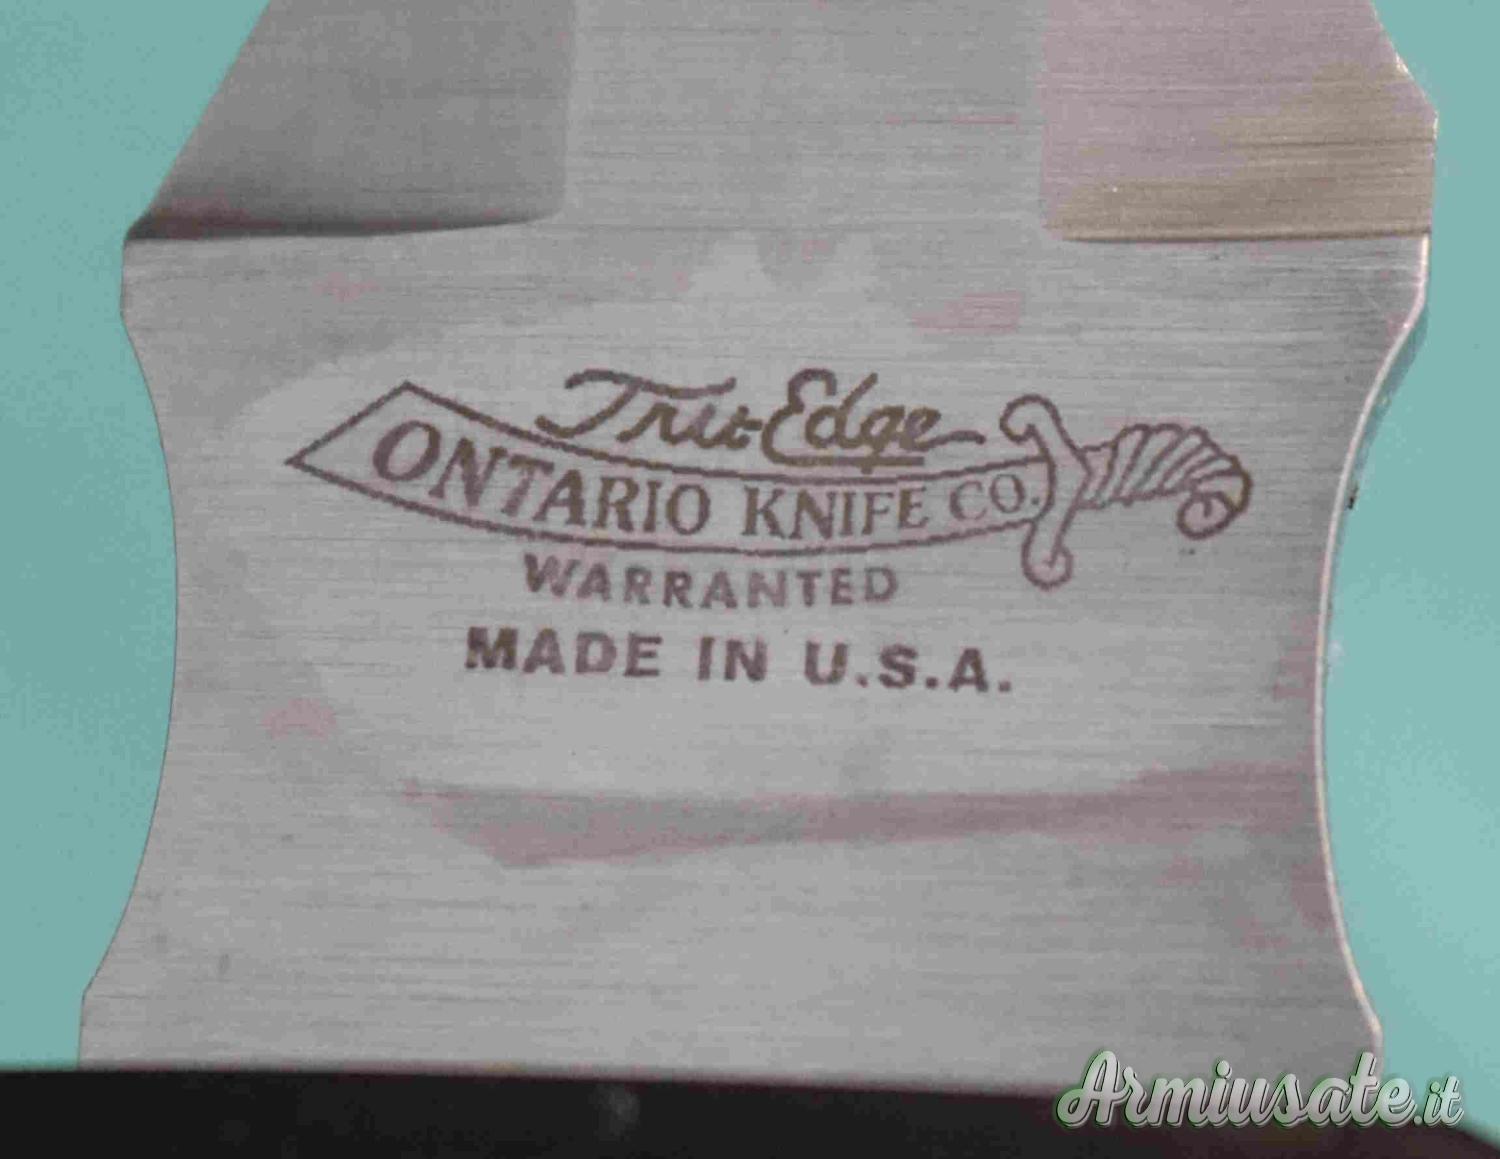 Tru-Edge
ONTARIO KNIFE CO.
WARRANTED
MADE IN U.S.A.
Armiusate.it